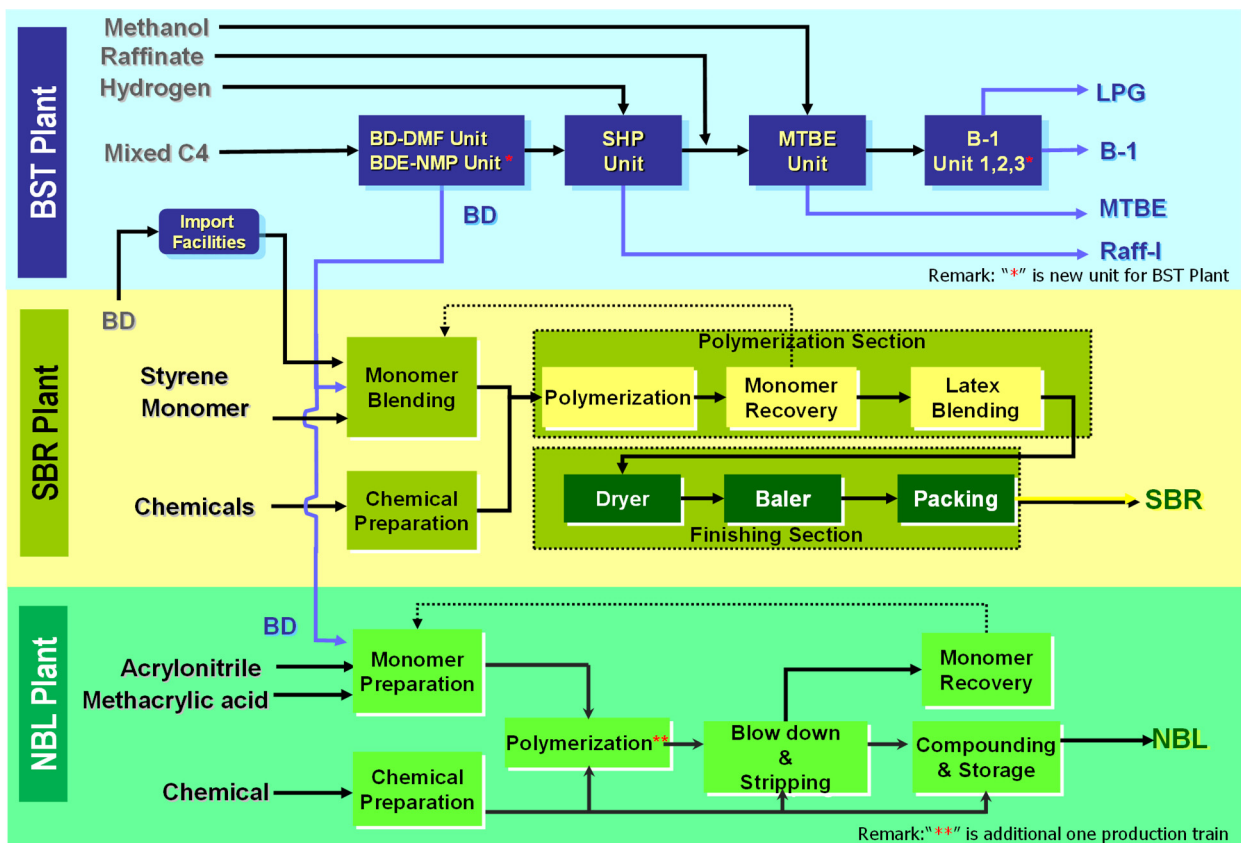 BST Plant
Methanol
Raffinate
Hydrogen
Mixed C4
BD-DMF Unit
BDE-NMP Unit *
SHP
Unit
MTBE
Unit
B-1
Unit 1,2,3*
LPG
B-1
MTBE
Raff-I
BD
Import
Facilities
Remark: "*" is new unit for BST Plant
SBR Plant
BD
Styrene
Monomer
Monomer
Blending
Polymerization Section
Polymerization
Monomer
Recovery
Latex
Blending
Chemicals
Chemical
Preparation
Dryer
Baler
Packing
Finishing Section
SBR
NBL Plant
BD
Acrylonitrile
Methacrylic acid
Monomer
Preparation
Monomer
Recovery
Polymerization**
Blow down
&
Stripping
Compounding
& Storage
NBL
Chemical
Chemical
Preparation
Remark:"**" is additional one production train